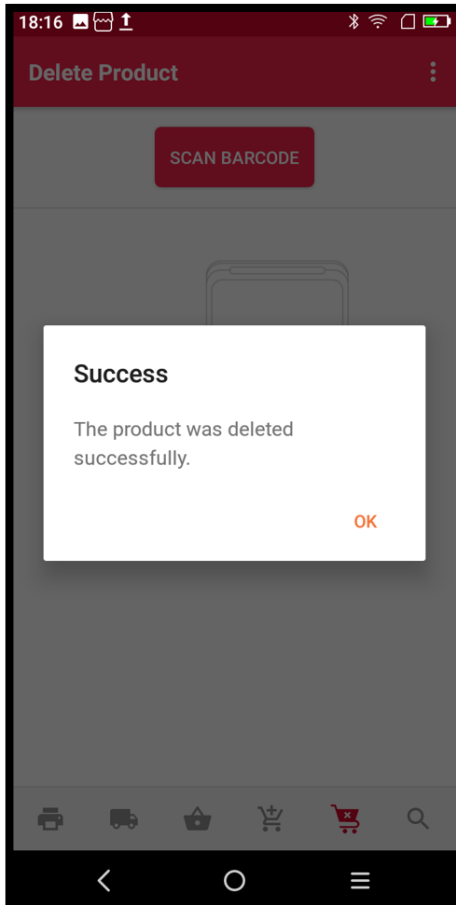 18:16
Delete Product
SCAN BARCODE
Success
The product was deleted
successfully.
OK